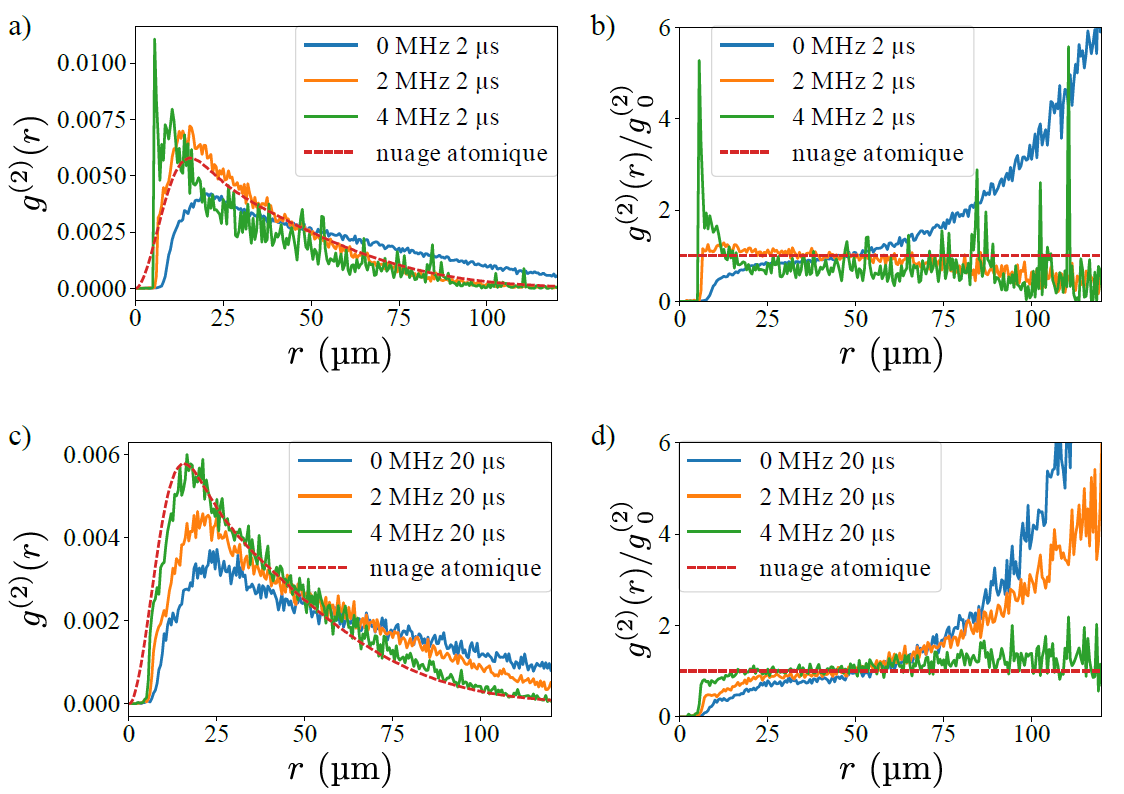 a)
g⁽²⁾(r)
0.0100
0.0075
0.0050
0.0025
0.0000
0 MHz 2 µs
2 MHz 2 µs
4 MHz 2 µs
nuage atomique
0 25 50 75 100
r (µm)
b)
g⁽²⁾(r)/g₀⁽²⁾
6
4
2
0
0 MHz 2 µs
2 MHz 2 µs
4 MHz 2 µs
nuage atomique
0 25 50 75 100
r (µm)
c)
g⁽²⁾(r)
0.006
0.004
0.002
0.000
0 MHz 20 µs
2 MHz 20 µs
4 MHz 20 µs
nuage atomique
0 25 50 75 100
r (µm)
d)
g⁽²⁾(r)/g₀⁽²⁾
6
4
2
0
0 MHz 20 µs
2 MHz 20 µs
4 MHz 20 µs
nuage atomique
0 25 50 75 100
r (µm)